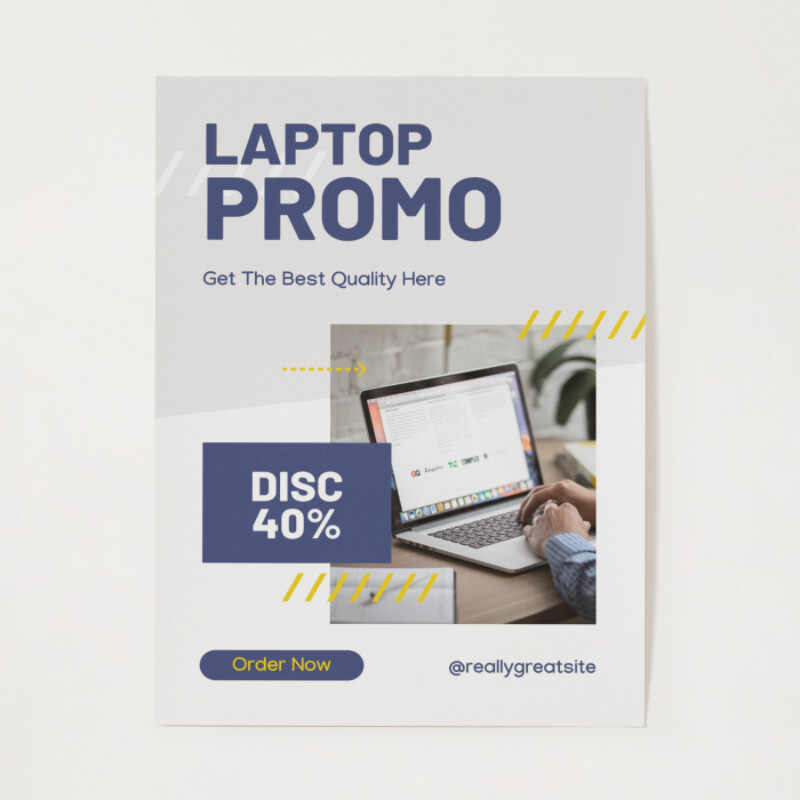 LAPTOP
PROMO
Get The Best Quality Here
DISC
40%
Order Now
@reallygreatsite